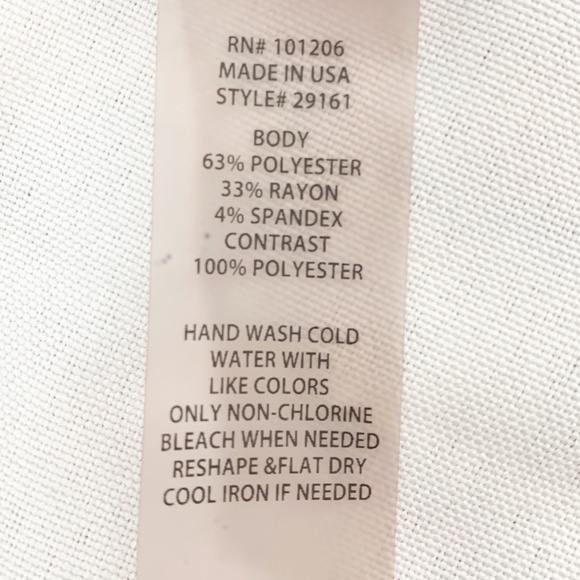 RN# 101206
MADE IN USA
STYLE# 29161
BODY
63% POLYESTER
33% RAYON
4% SPANDEX
CONTRAST
100% POLYESTER
HAND WASH COLD
WATER WITH
LIKE COLORS
ONLY NON-CHLORINE
BLEACH WHEN NEEDED
RESHAPE &FLAT DRY
COOL IRON IF NEEDED